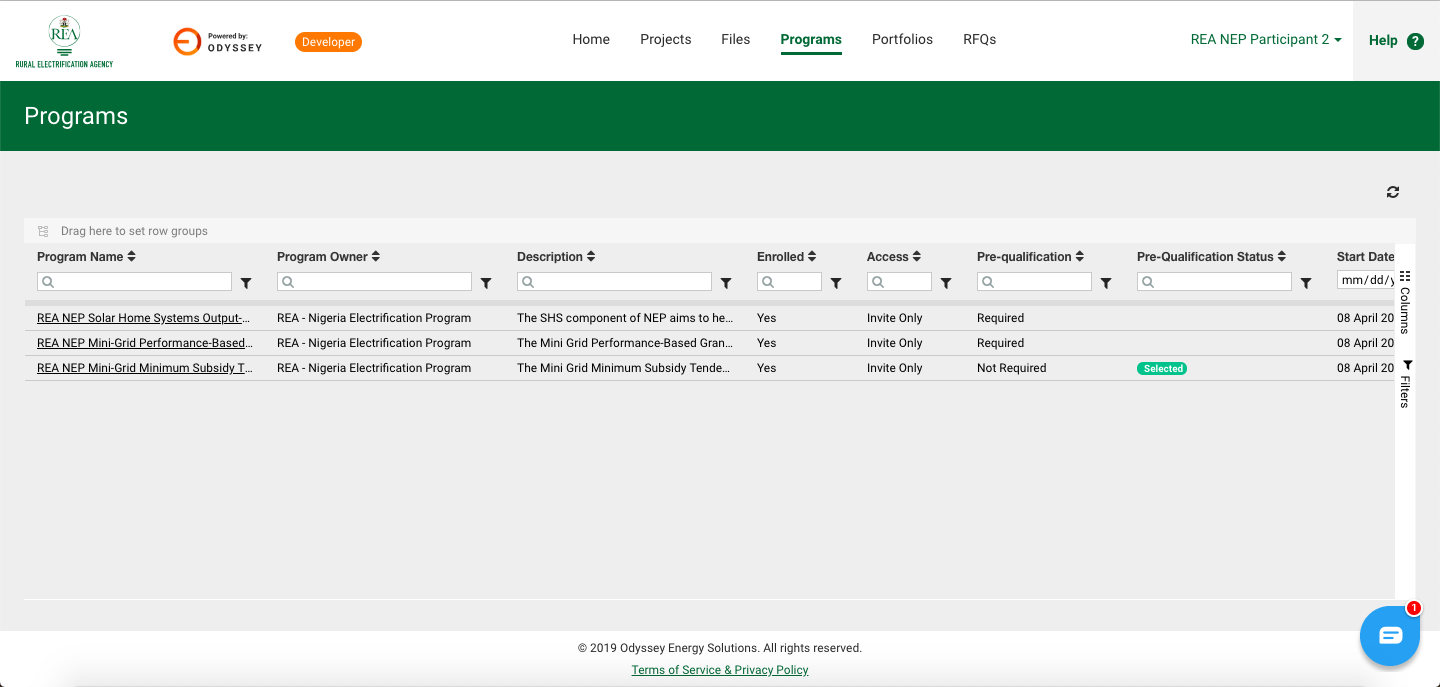 REA
RURAL ELECTRIFICATION AGENCY
Powered by:
ODYSSEY
Developer
Home Projects Files Programs Portfolios RFQs
REA NEP Participant 2
Help ?
Programs
Drag here to set row groups
Program Name Program Owner Description Enrolled Access Pre-qualification Pre-Qualification Status Start Date
mm/dd/y
REA NEP Solar Home Systems Output-... REA - Nigeria Electrification Program The SHS component of NEP aims to he... Yes Invite Only Required 08 April 20
REA NEP Mini-Grid Performance-Based... REA - Nigeria Electrification Program The Mini Grid Performance-Based Gran... Yes Invite Only Required 08 April 20
REA NEP Mini-Grid Minimum Subsidy T... REA - Nigeria Electrification Program The Mini Grid Minimum Subsidy Tende... Yes Invite Only Not Required Selected 08 April 20
Columns
Filters
1
© 2019 Odyssey Energy Solutions. All rights reserved.
Terms of Service & Privacy Policy